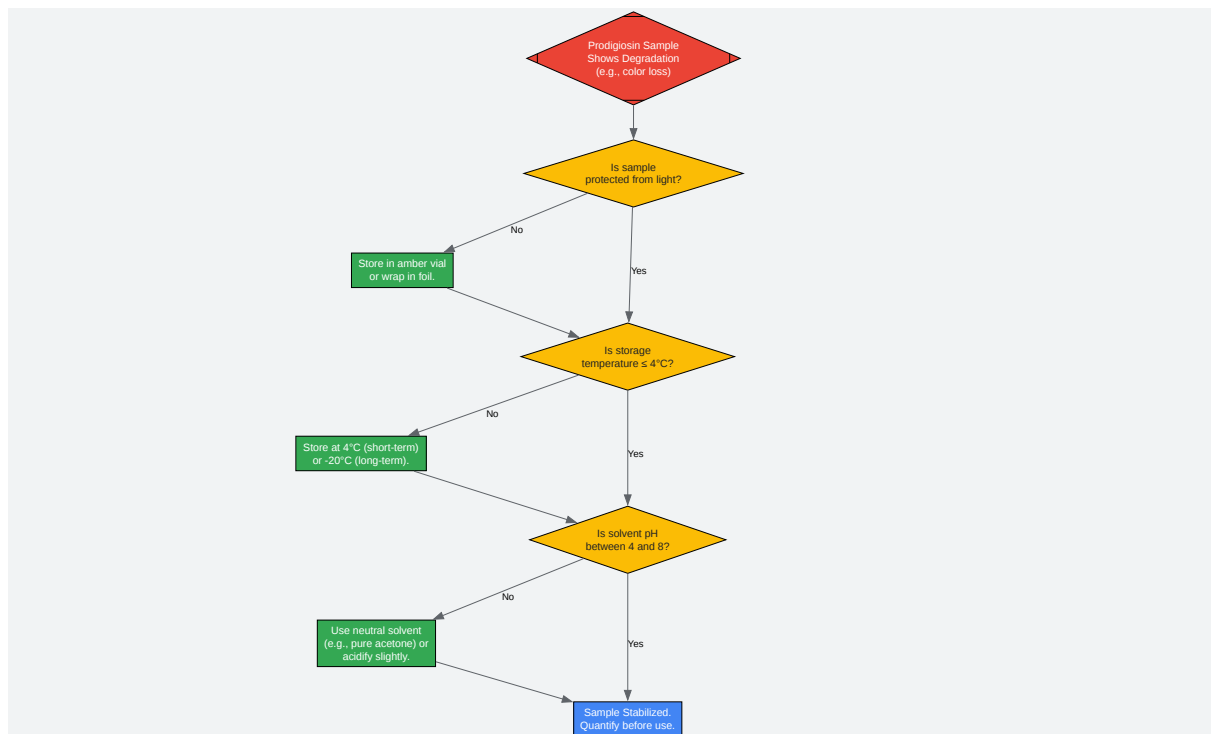 Prodigiosin Sample
Shows Degradation
(e.g., color loss)
Is sample
protected from light?
No
Store in amber vial
or wrap in foil.
Yes
Is storage
temperature ≤ 4°C?
No
Store at 4°C (short-term)
or -20°C (long-term).
Yes
Is solvent pH
between 4 and 8?
No
Use neutral solvent
(e.g., pure acetone) or
acidify slightly.
Yes
Sample Stabilized.
Quantify before use.